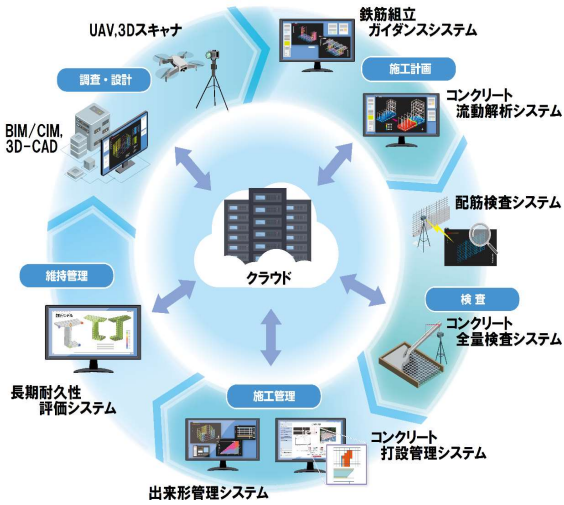 UAV,3Dスキャナ
調査・設計
BIM/CIM,
3D-CAD
鉄筋組立
ガイダンスシステム
施工計画
コンクリート
流動解析システム
配筋検査システム
検査
コンクリート
全量検査システム
クラウド
維持管理
長期耐久性
評価システム
施工管理
出来形管理システム
コンクリート
打設管理システム